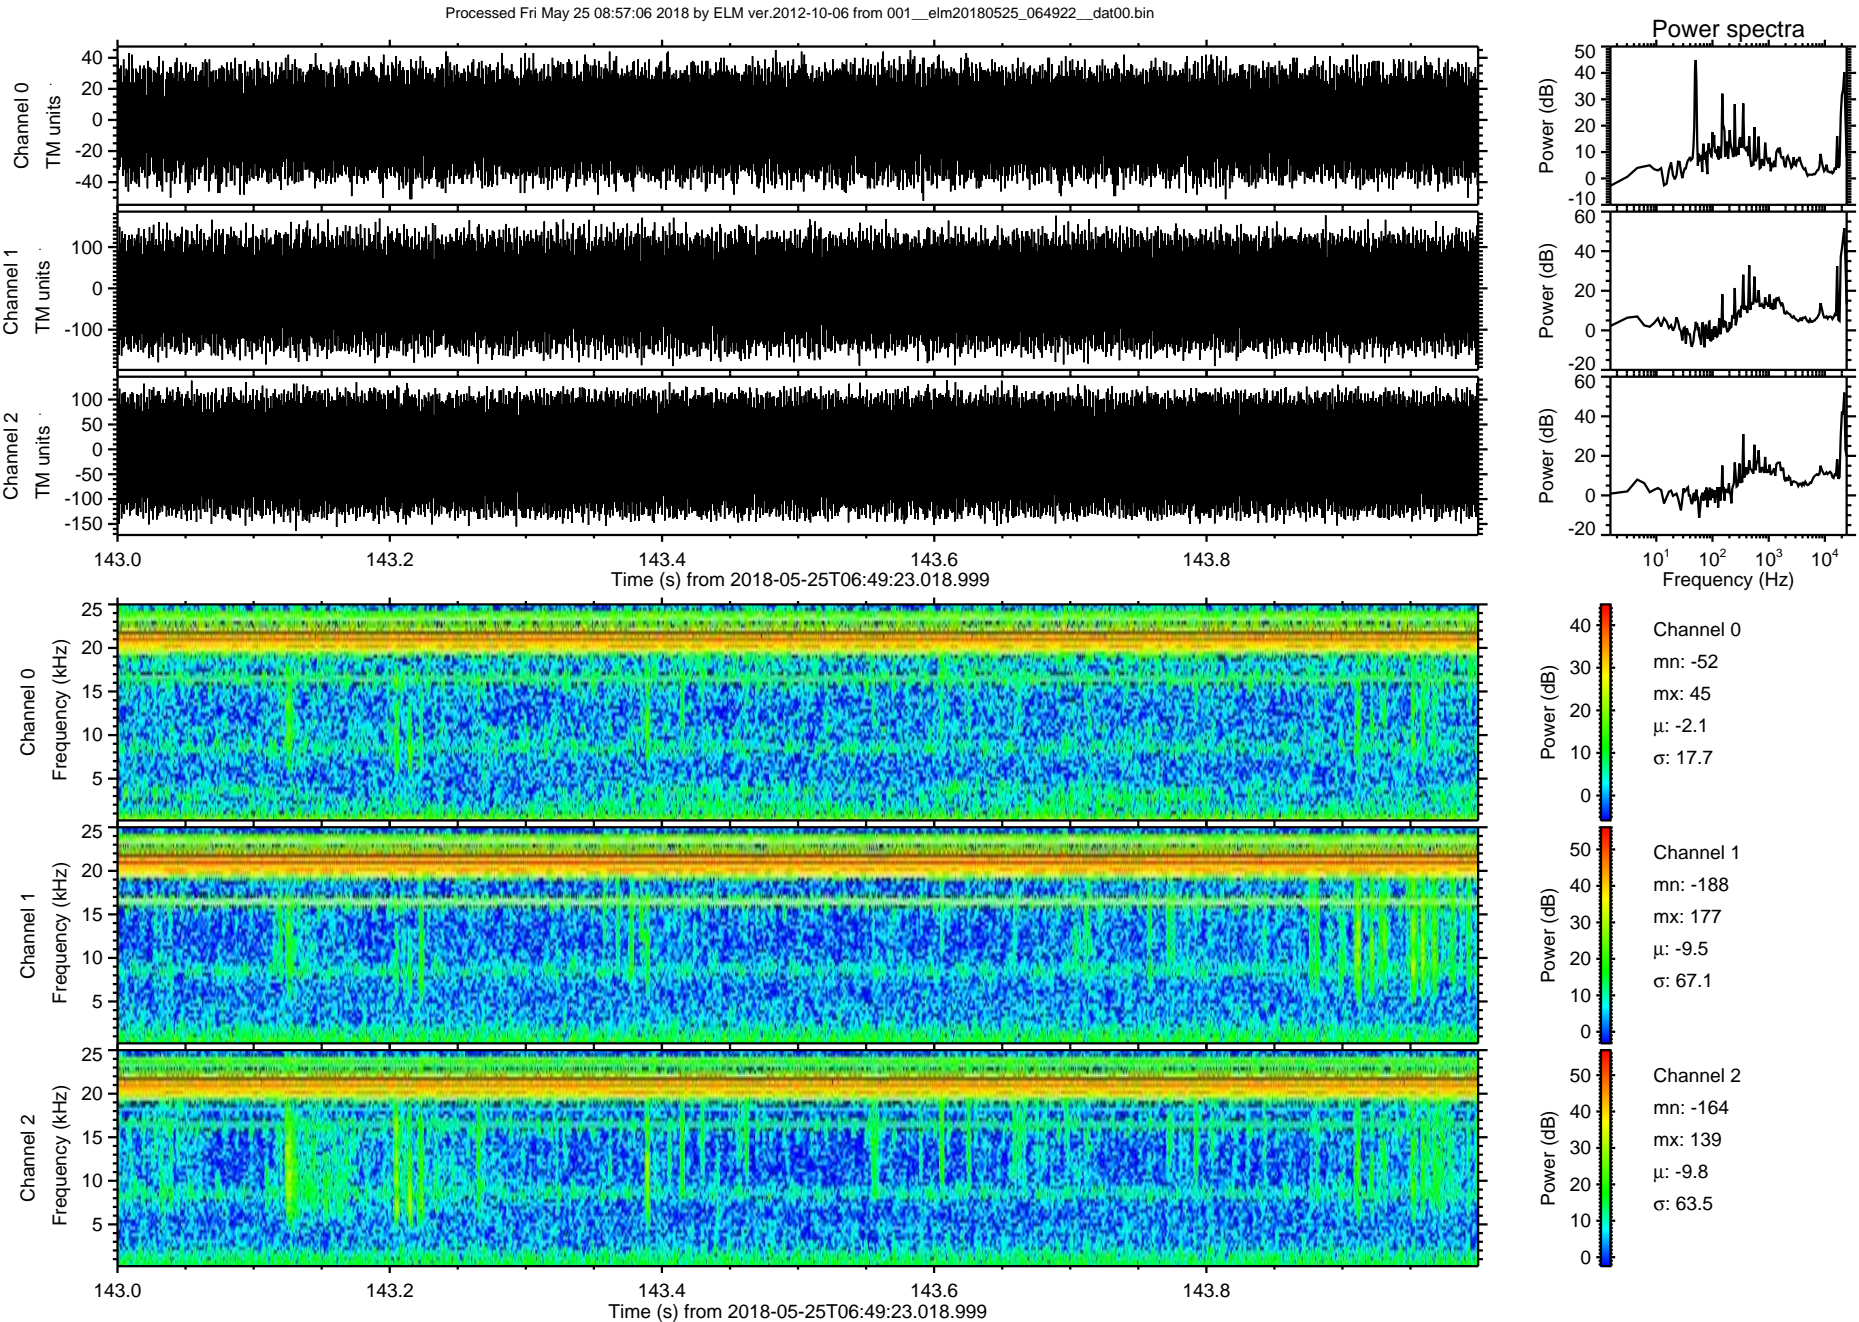 Processed Fri May 25 08:57:06 2018 by ELM ver.2012-10-06 from 001__elm20180525_064922__dat00.bin
Power spectra
Channel 0
TM units
40
20
0
-20
-40
Power (dB)
50
40
30
20
10
0
-10
Channel 1
TM units
100
0
-100
Power (dB)
60
40
20
0
-20
Channel 2
TM units
100
50
0
-50
-100
-150
Power (dB)
60
40
20
0
-20
143.0
143.2
143.4
143.6
143.8
Time (s) from 2018-05-25T06:49:23.018.999
10^1
10^2
10^3
10^4
Frequency (Hz)
Channel 0
Frequency (kHz)
25
20
15
10
5
Power (dB)
40
30
20
10
0
Channel 0
mn: -52
mx: 45
μ: -2.1
σ: 17.7
Channel 1
Frequency (kHz)
25
20
15
10
5
Power (dB)
50
40
30
20
10
0
Channel 1
mn: -188
mx: 177
μ: -9.5
σ: 67.1
Channel 2
Frequency (kHz)
25
20
15
10
5
Power (dB)
50
40
30
20
10
0
Channel 2
mn: -164
mx: 139
μ: -9.8
σ: 63.5
143.0
143.2
143.4
143.6
143.8
Time (s) from 2018-05-25T06:49:23.018.999